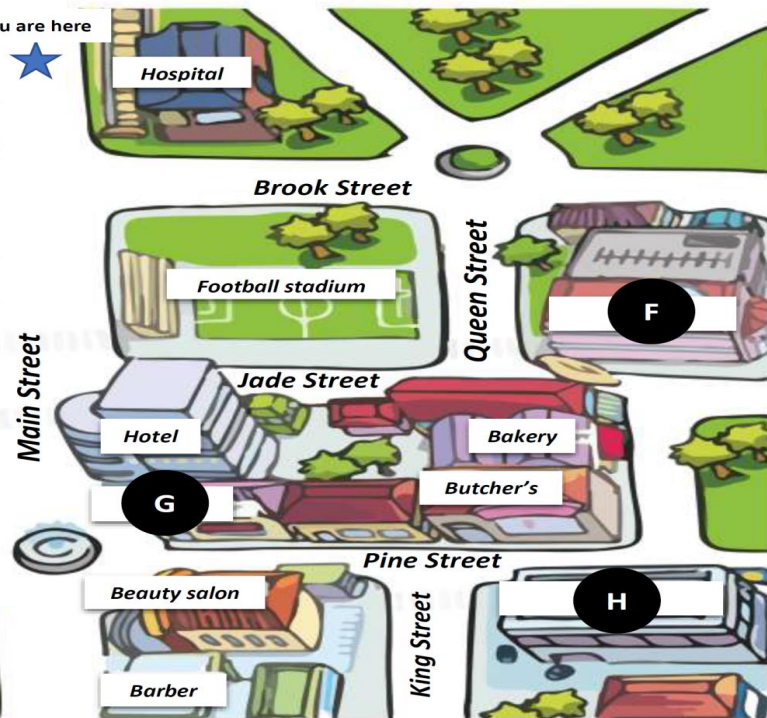 u are here
Hospital
Brook Street
Football stadium
Queen Street
F
Main Street
Jade Street
Hotel
Bakery
G
Butcher's
Pine Street
Beauty salon
H
King Street
Barber